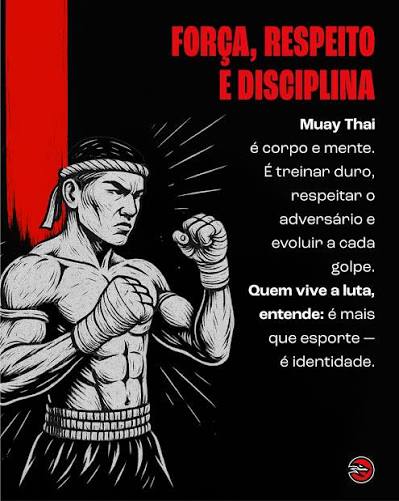 FORÇA, RESPEITO
E DISCIPLINA
Muay Thai
é corpo e mente.
É treinar duro,
respeitar o
adversário e
evoluir a cada
golpe.
Quem vive a luta,
entende: é mais
que esporte —
é identidade.